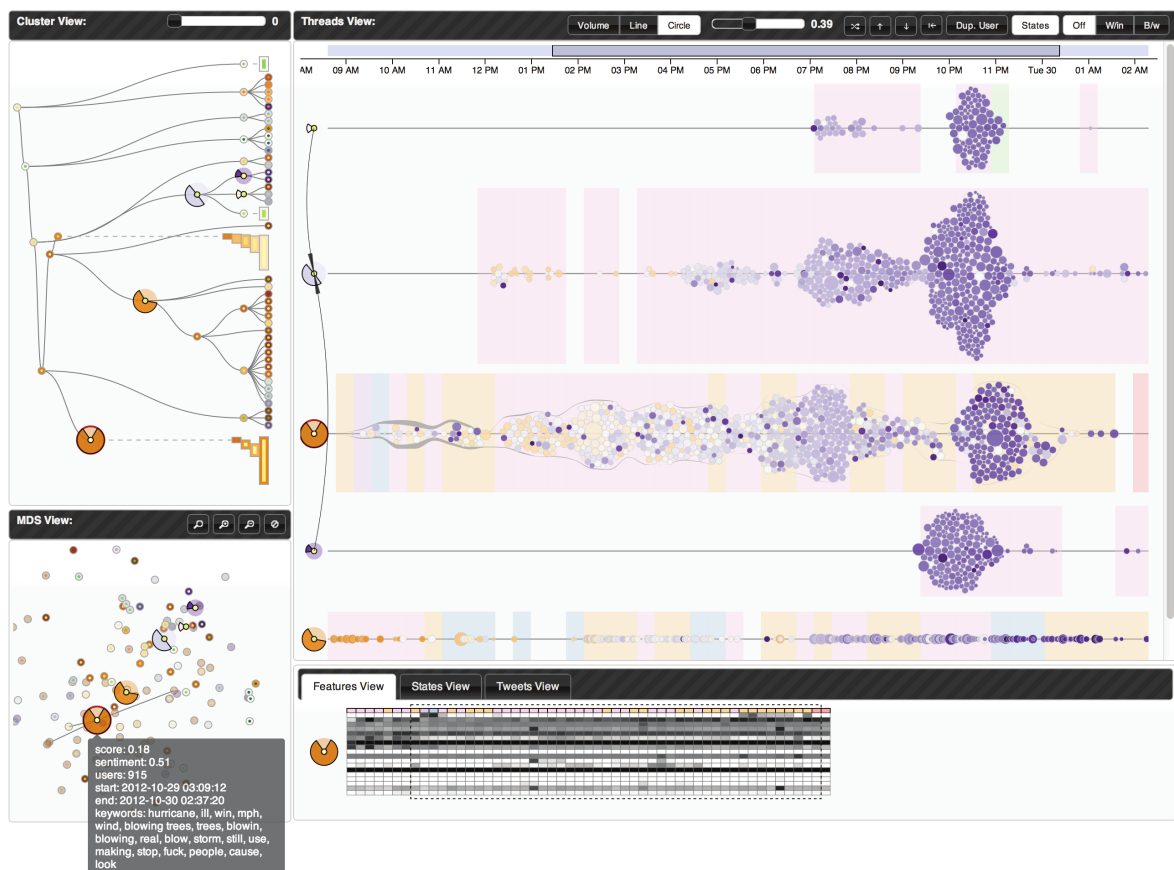 Cluster View:
0
Threads View:
Volume
Line
Circle
0.39
Dup. User
States
Off
W/in
B/w
AM
09 AM
10 AM
11 AM
12 PM
01 PM
02 PM
03 PM
04 PM
05 PM
06 PM
07 PM
08 PM
09 PM
10 PM
11 PM
Tue 30
01 AM
02 AM
MDS View:
score: 0.18
sentiment: 0.51
users: 915
start: 2012-10-29 03:09:12
end: 2012-10-30 02:37:20
keywords: hurricane, ill, win, mph,
wind, blowing trees, trees, blowin,
blowing, real, blow, storm, still, use,
making, stop, fuck, people, cause,
look
Features View
States View
Tweets View